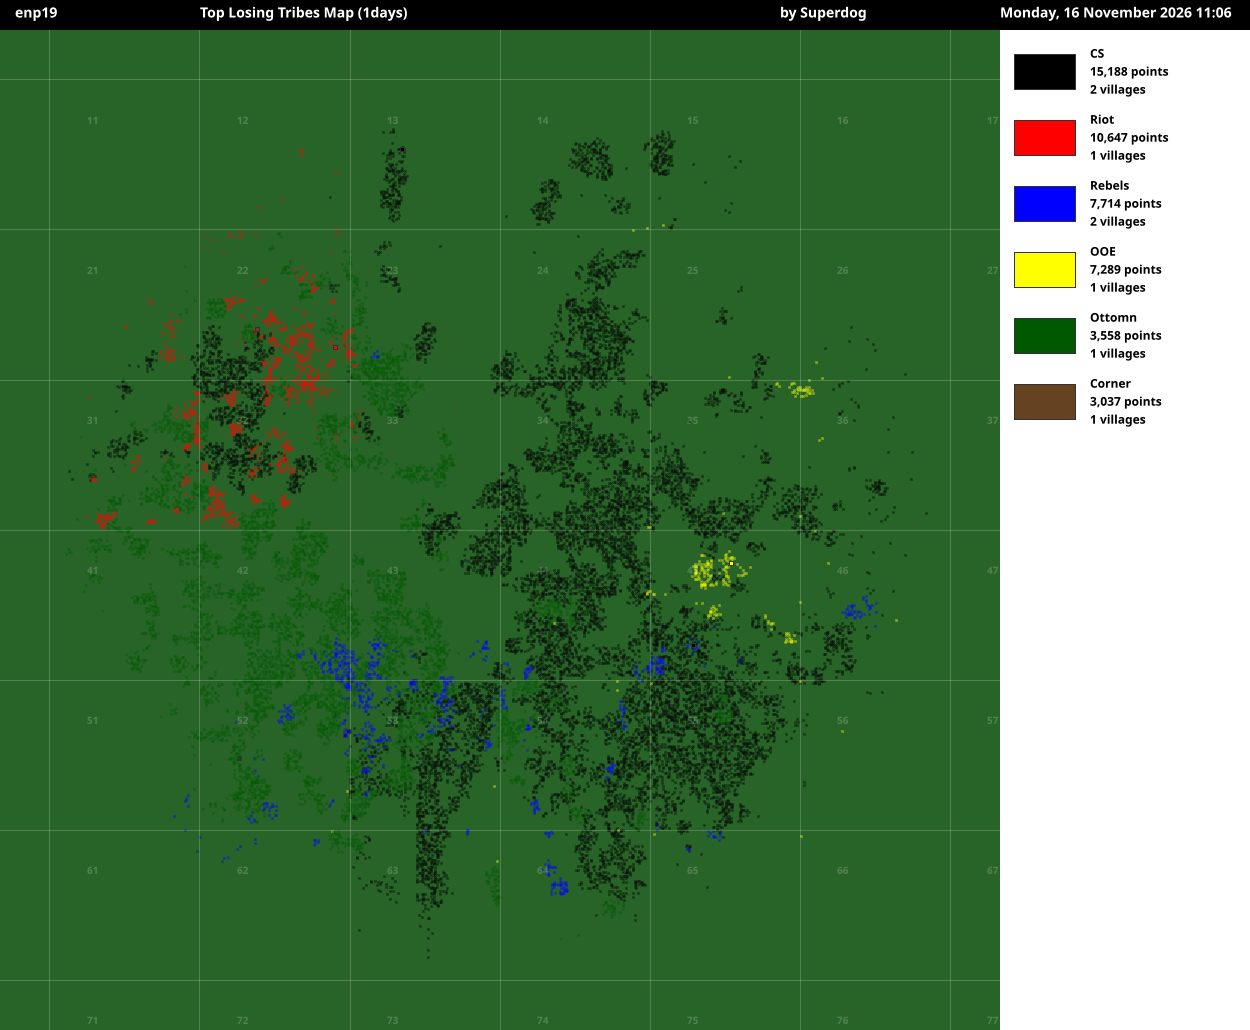 enp19 Top Losing Tribes Map (1days) by Superdog Monday, 16 November 2026 11:06
CS
15,188 points
2 villages
Riot
10,647 points
1 villages
Rebels
7,714 points
2 villages
OOE
7,289 points
1 villages
Ottomn
3,558 points
1 villages
Corner
3,037 points
1 villages
11 12 13 14 15 16 17
21 22 23 24 25 26 27
31 33 34 35 36 37
41 42 43 46 47
51 52 53 54 55 56 57
61 62 63 64 65 66 67
71 72 73 74 75 76 77